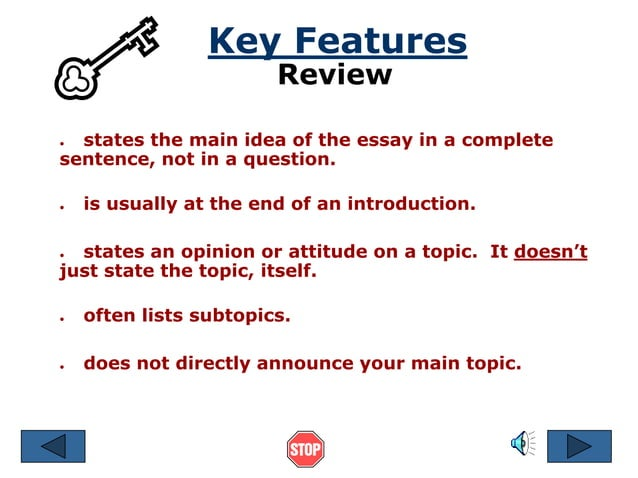 Key Features
Review
• states the main idea of the essay in a complete
sentence, not in a question.
• is usually at the end of an introduction.
• states an opinion or attitude on a topic.  It doesn’t
just state the topic, itself.
• often lists subtopics.
• does not directly announce your main topic.
STOP